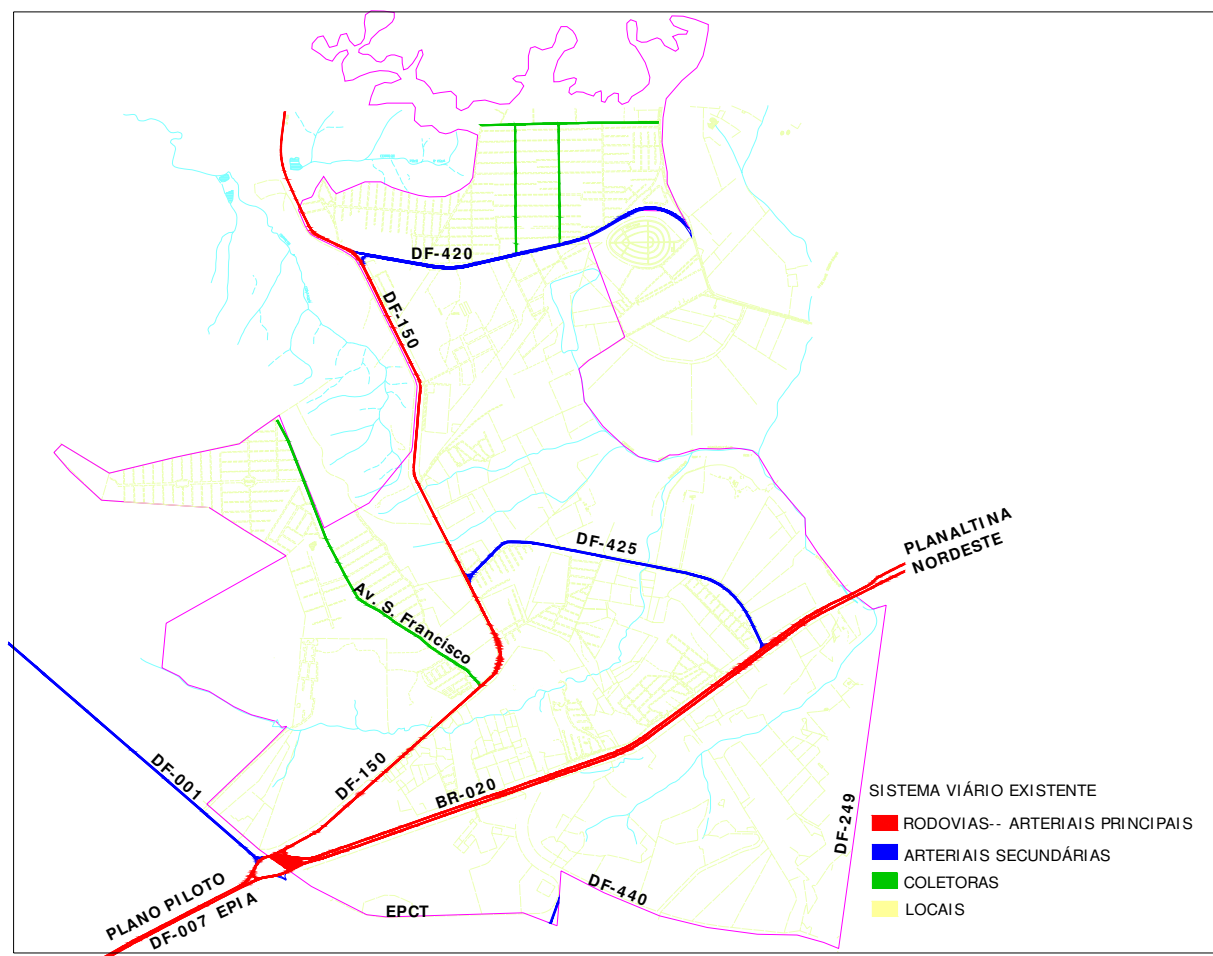 DF-420
DF-150
DF-425
PLANALTINA
NORDESTE
Av. S. Francisco
DF-001
DF-150
BR-020
DF-249
SISTEMA VIÁRIO EXISTENTE
RODOVIAS-- ARTERIAIS PRINCIPAIS
ARTERIAIS SECUNDÁRIAS
COLETORAS
LOCAIS
PLANO PILOTO
DF-007 EPIA
EPCT
DF-440